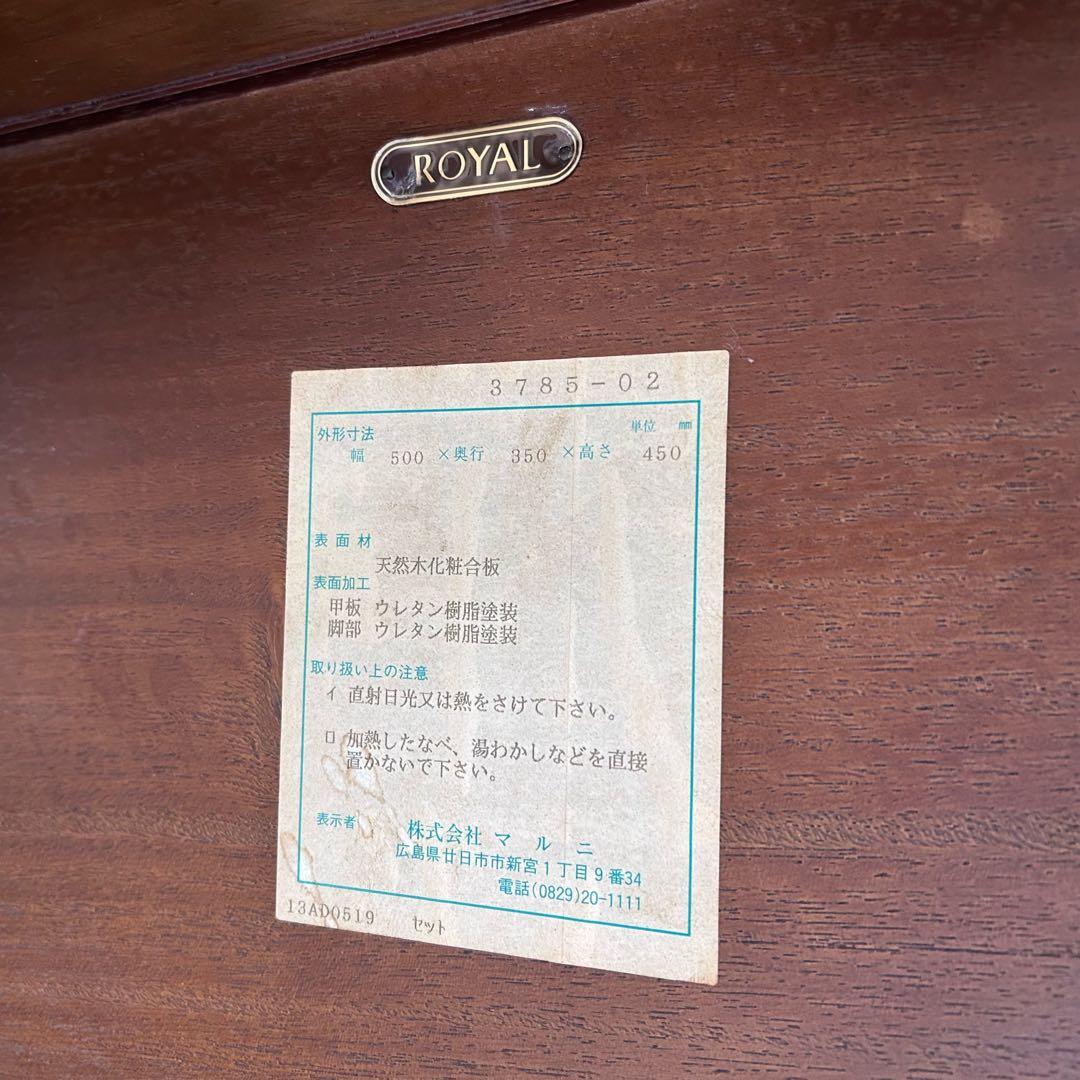 ROYAL
3785-02
外形寸法
単位 mm
幅 500 ×奥行 350 ×高さ 450
表面材
天然木化粧合板
表面加工
甲板 ウレタン樹脂塗装
脚部 ウレタン樹脂塗装
取り扱い上の注意
イ 直射日光又は熱をさけて下さい。
ロ 加熱したなべ、湯わかしなどを直接
置かないで下さい。
表示者
株式会社 マルニ
広島県廿日市市新宮1丁目9番34
電話(0829)20-1111
13AD0519 セット